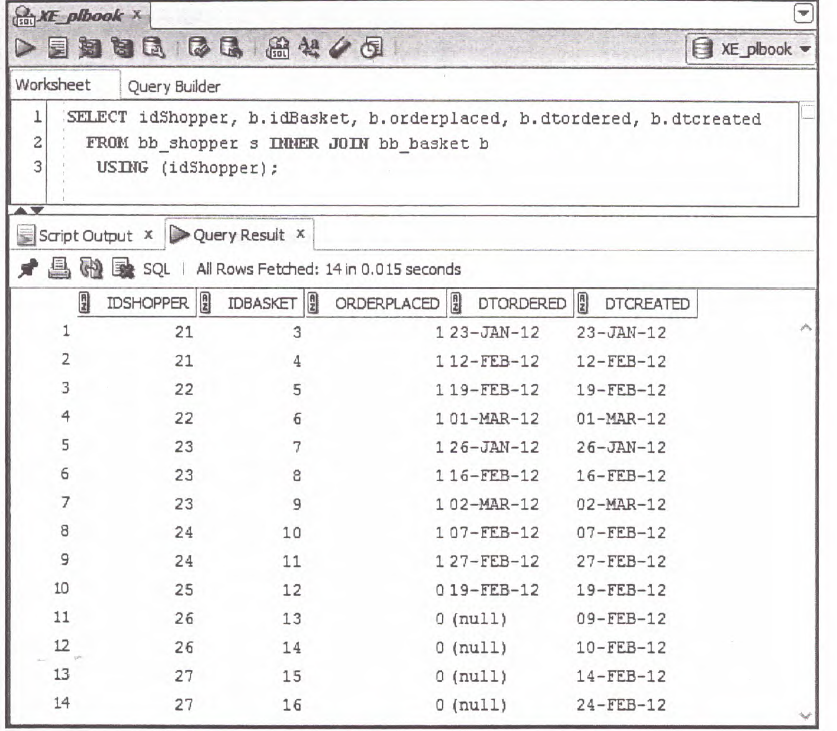 XE_plbook x
XE_plbook
Worksheet Query Builder
1 SELECT idShopper, b.idBasket, b.orderplaced, b.dtordered, b.dtcreated
2 FROM bb_shopper s INNER JOIN bb_basket b
3 USING (idShopper);
Script Output x Query Result x
SQL | All Rows Fetched: 14 in 0.015 seconds
IDSHOPPER IDBASKET ORDERPLACED DTORDERED DTCREATED
1 21 3 1 23-JAN-12 23-JAN-12
2 21 4 1 12-FEB-12 12-FEB-12
3 22 5 1 19-FEB-12 19-FEB-12
4 22 6 1 01-MAR-12 01-MAR-12
5 23 7 1 26-JAN-12 26-JAN-12
6 23 8 1 16-FEB-12 16-FEB-12
7 23 9 1 02-MAR-12 02-MAR-12
8 24 10 1 07-FEB-12 07-FEB-12
9 24 11 1 27-FEB-12 27-FEB-12
10 25 12 0 19-FEB-12 19-FEB-12
11 26 13 0 (null) 09-FEB-12
12 26 14 0 (null) 10-FEB-12
13 27 15 0 (null) 14-FEB-12
14 27 16 0 (null) 24-FEB-12